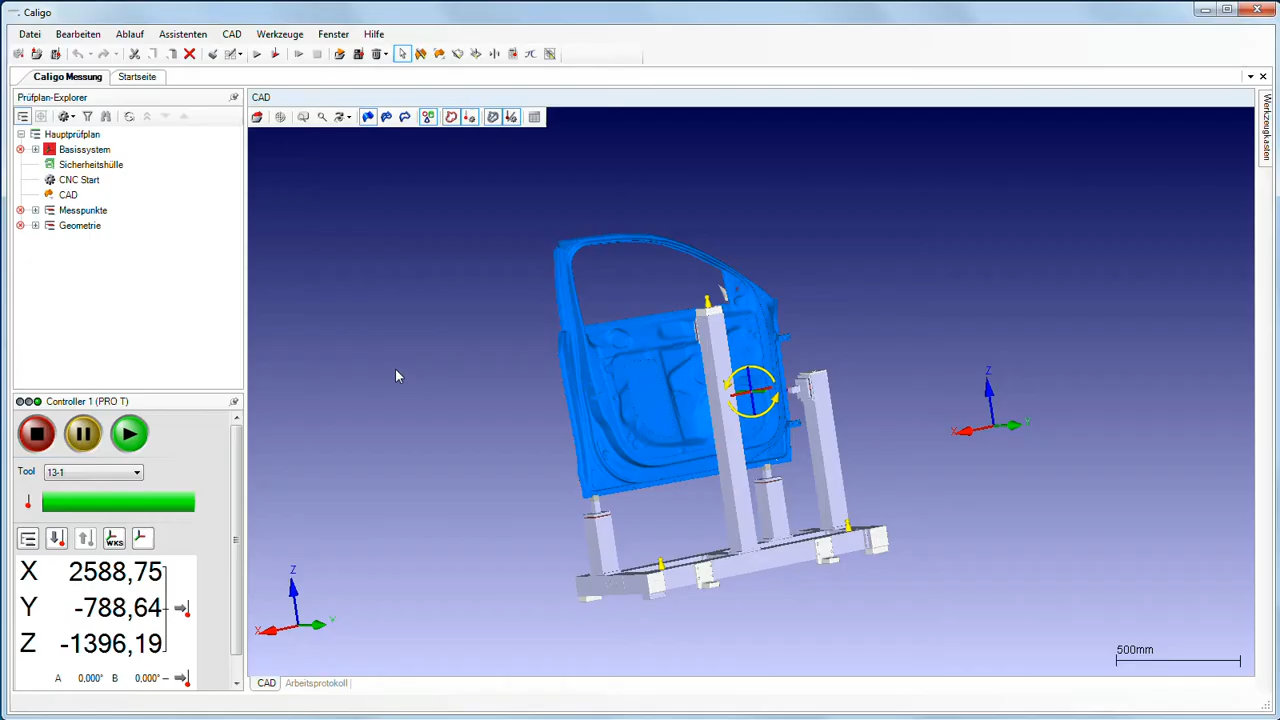 Caligo
Datei Bearbeiten Ablauf Assistenten CAD Werkzeuge Fenster Hilfe
Caligo Messung Startseite
Prüfplan-Explorer
CAD
Werkzeugkasten
Hauptprüfplan
Basissystem
Sicherheitshülle
CNC Start
CAD
Messpunkte
Geometrie
Controller 1 (PRO T)
Tool 13-1
WKS
X 2588,75
Y -788,64
Z -1396,19
A 0,000° B 0,000°
Z
X
Y
Z
X
Y
500mm
CAD Arbeitsprotokoll